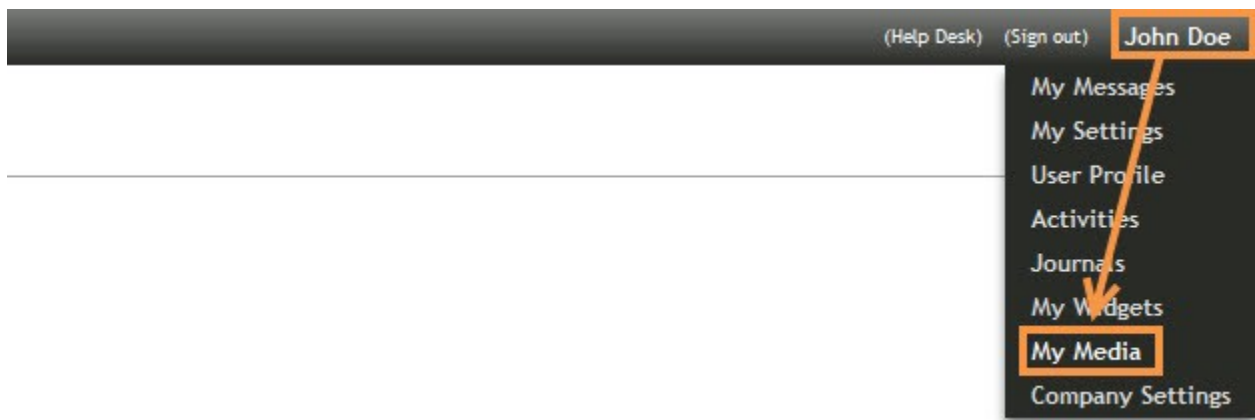 (Help Desk) (Sign out) John Doe
My Messages
My Settings
User Profile
Activities
Journals
My Widgets
My Media
Company Settings